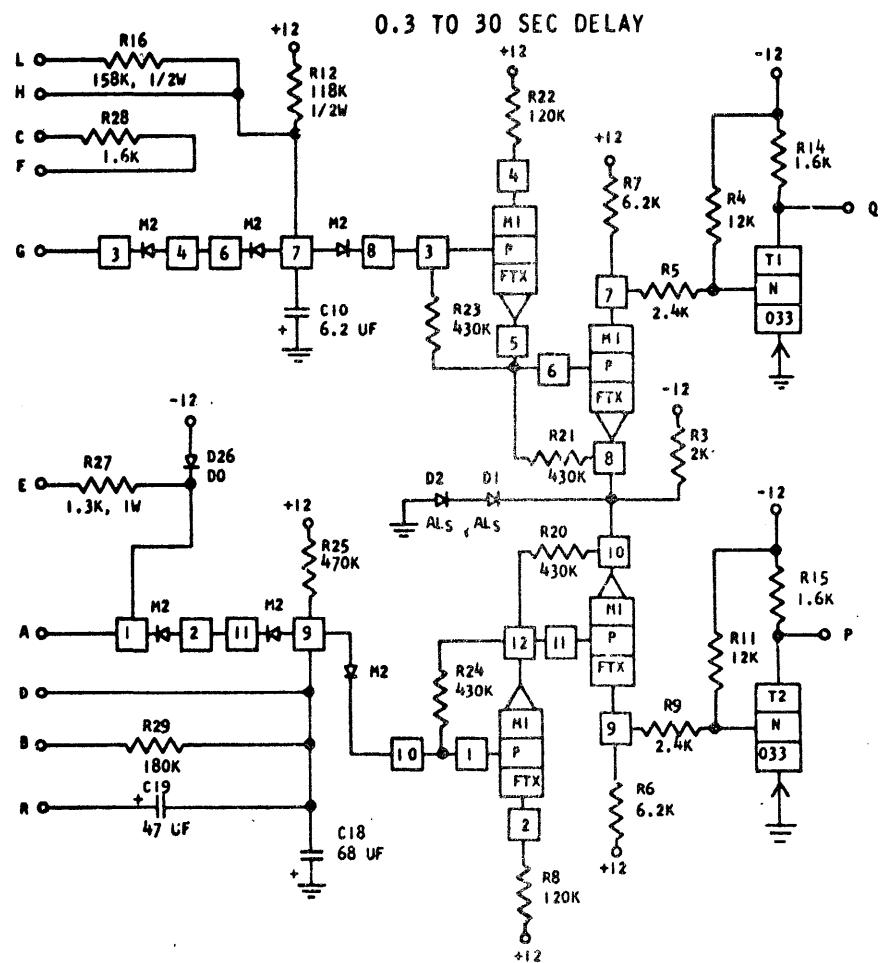 0.3 TO 30 SEC DELAY
L
R16
158K, 1/2W
H
+12
R12
118K
1/2W
C
R28
1.6K
F
+12
R22
120K
4
+12
R7
6.2K
-12
R14
1.6K
R4
12K
Q
G
3
M2
4
6
M2
7
M2
8
3
M1
P
FTX
R5
2.4K
T1
N
033
7
C10
+
6.2 UF
R23
430K
5
6
M1
P
FTX
-12
D26
DO
R21
430K
8
-12
R3
2K
E
R27
1.3K, 1W
D2
D1
ALS
ALS
+12
R25
470K
R20
430K
10
-12
R15
1.6K
A
1
M2
2
11
M2
9
M2
12
11
M1
P
FTX
R11
12K
P
D
R24
430K
R9
2.4K
T2
N
033
B
R29
180K
10
1
M1
P
FTX
9
R
+
C19
47 UF
R6
6.2K
2
C18
68 UF
+
+12
R8
120K
+12